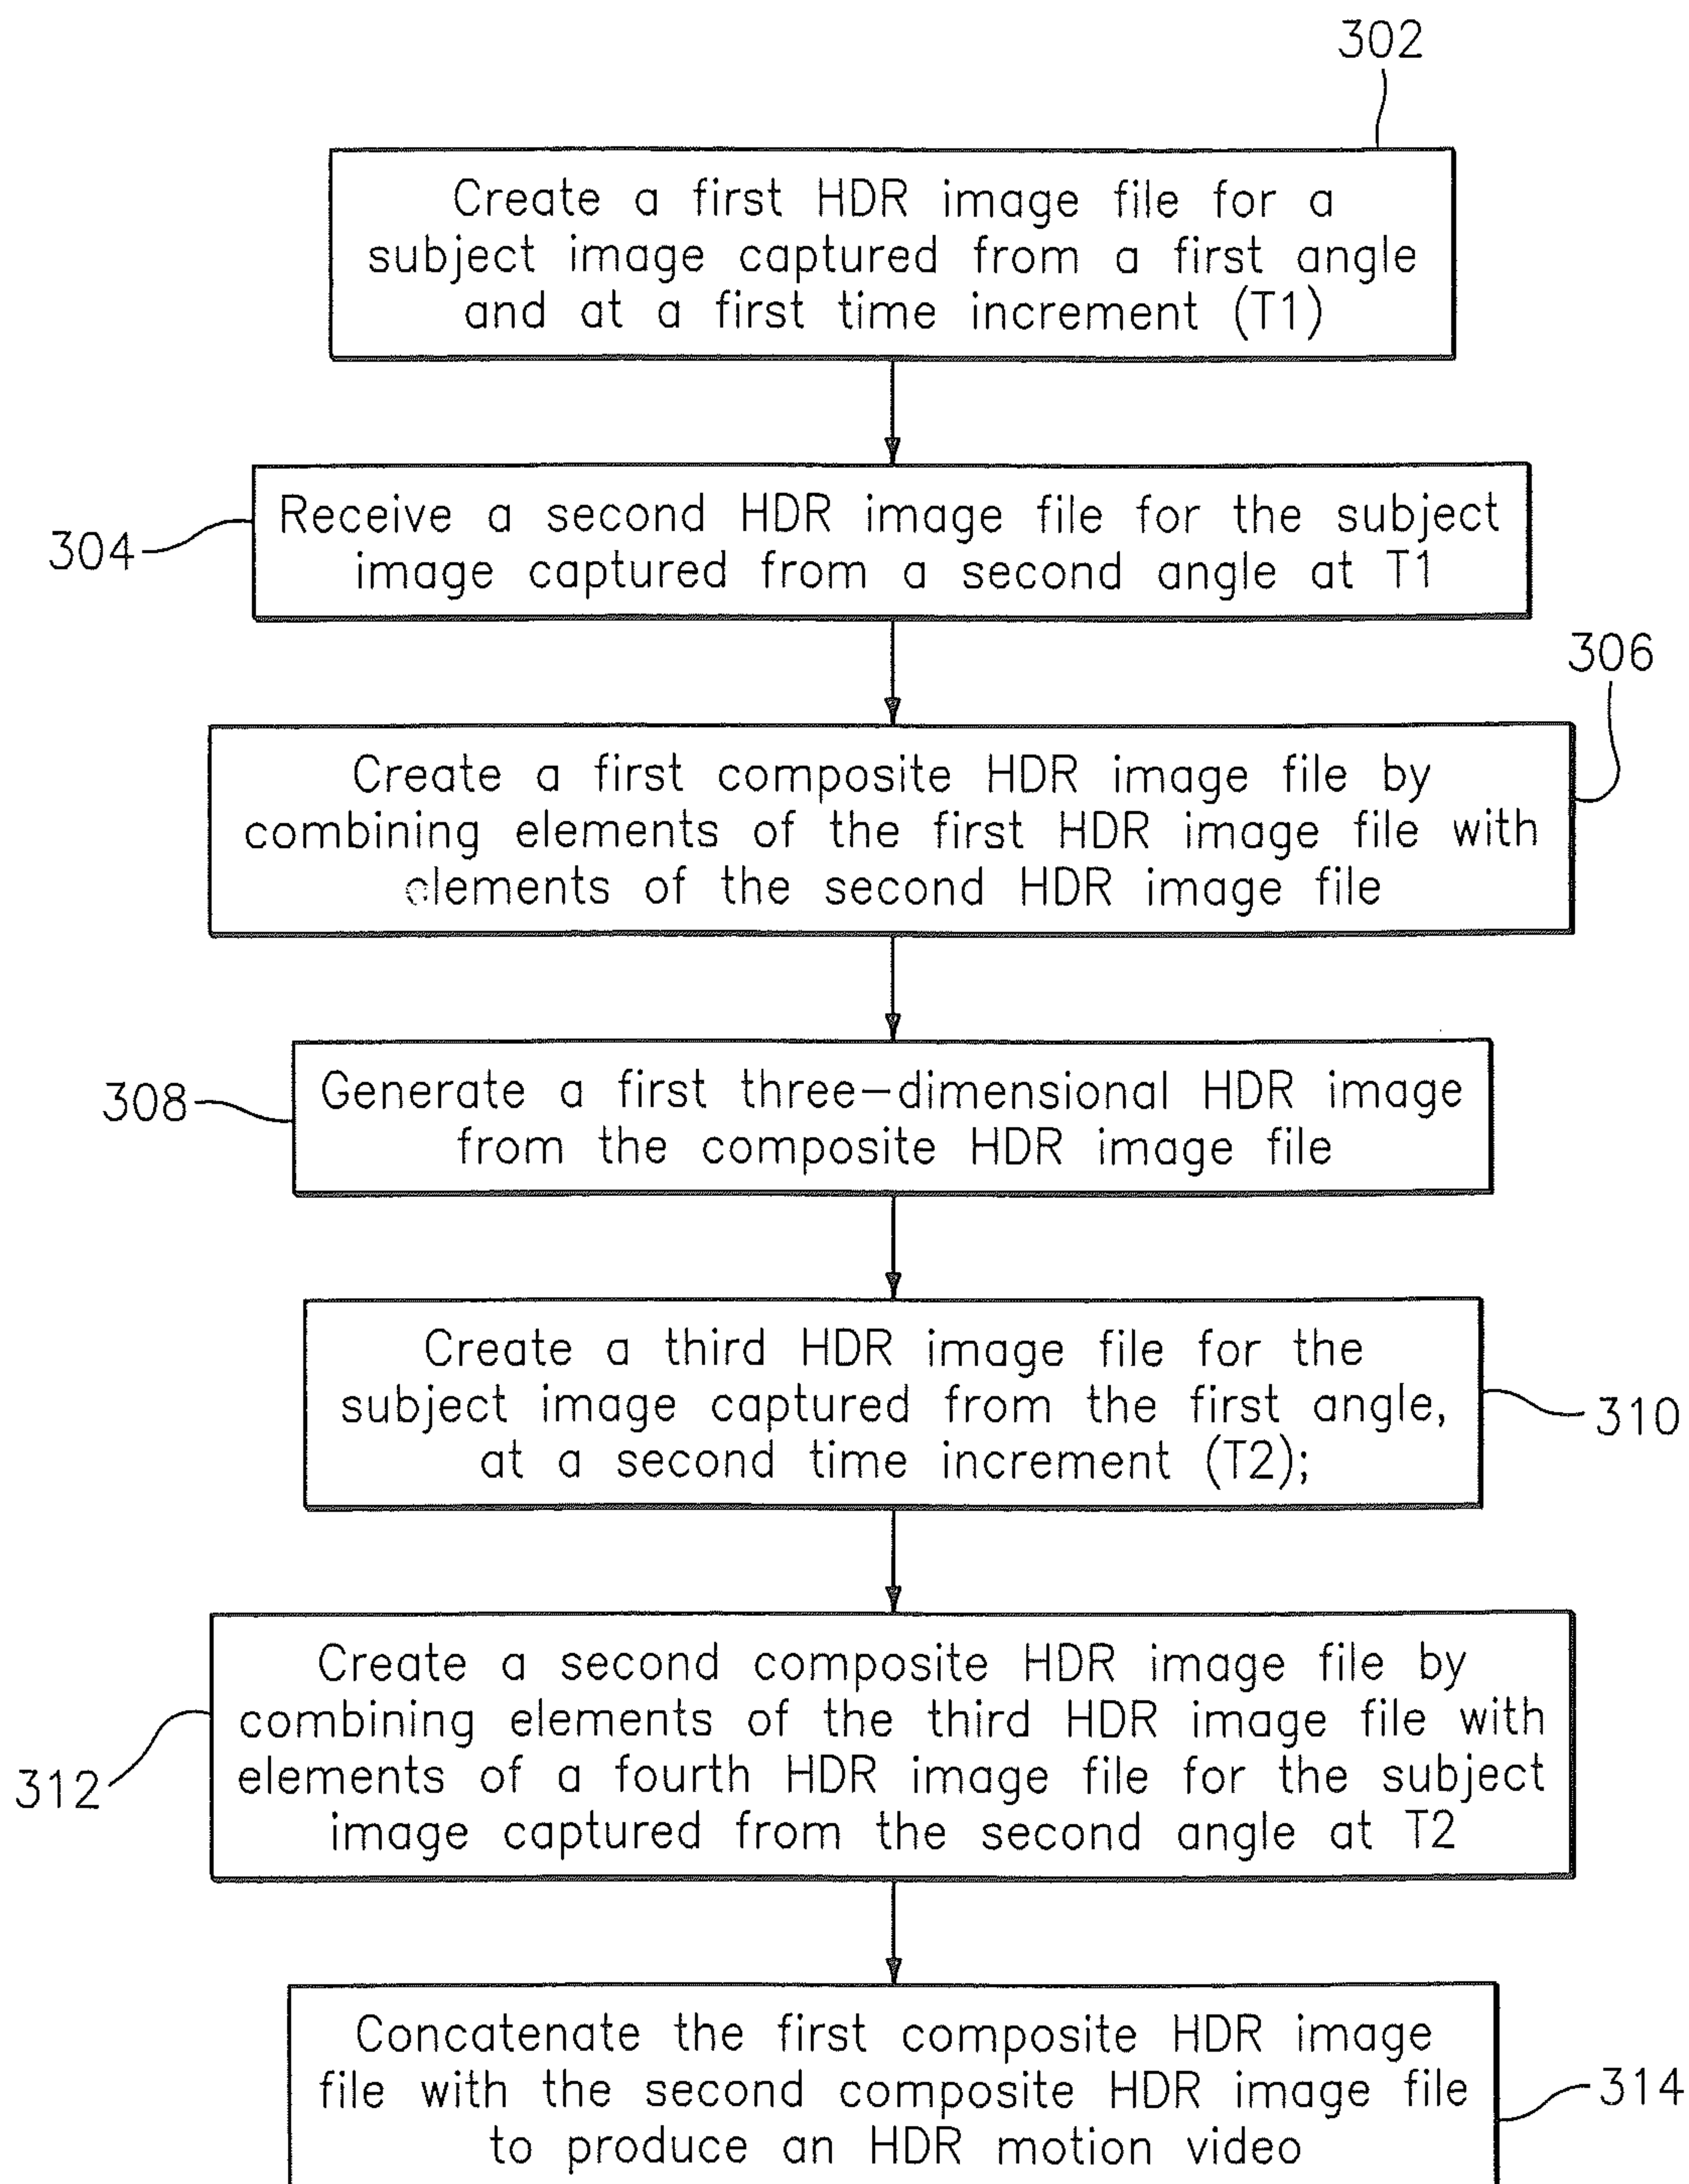 302
Create a first HDR image file for a
subject image captured from a first angle
and at a first time increment (T1)
304
Receive a second HDR image file for the subject
image captured from a second angle at T1
306
Create a first composite HDR image file by
combining elements of the first HDR image file with
elements of the second HDR image file
308
Generate a first three-dimensional HDR image
from the composite HDR image file
Create a third HDR image file for the
subject image captured from the first angle,
at a second time increment (T2);
310
Create a second composite HDR image file by
combining elements of the third HDR image file with
elements of a fourth HDR image file for the subject
image captured from the second angle at T2
312
Concatenate the first composite HDR image
file with the second composite HDR image file
to produce an HDR motion video
314